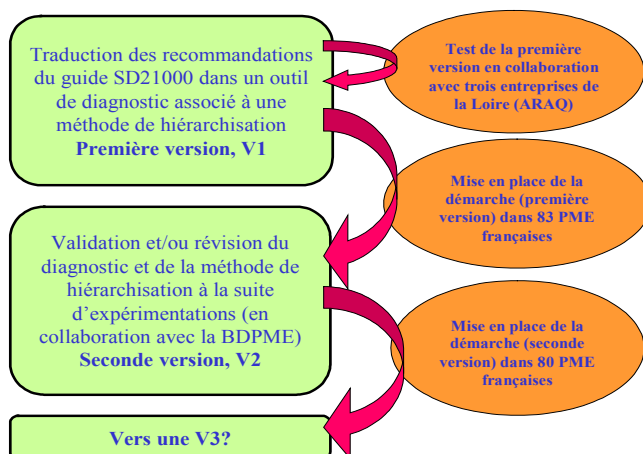 Traduction des recommandations
du guide SD21000 dans un outil
de diagnostic associé à une
méthode de hiérarchisation
Première version, V1
Test de la première
version en collaboration
avec trois entreprises de
la Loire (ARAQ)
Mise en place de la
démarche (première
version) dans 83 PME
françaises
Validation et/ou révision du
diagnostic et de la méthode de
hiérarchisation à la suite
d’expérimentations (en
collaboration avec la BDPME)
Seconde version, V2
Mise en place de la
démarche (seconde
version) dans 80 PME
françaises
Vers une V3?